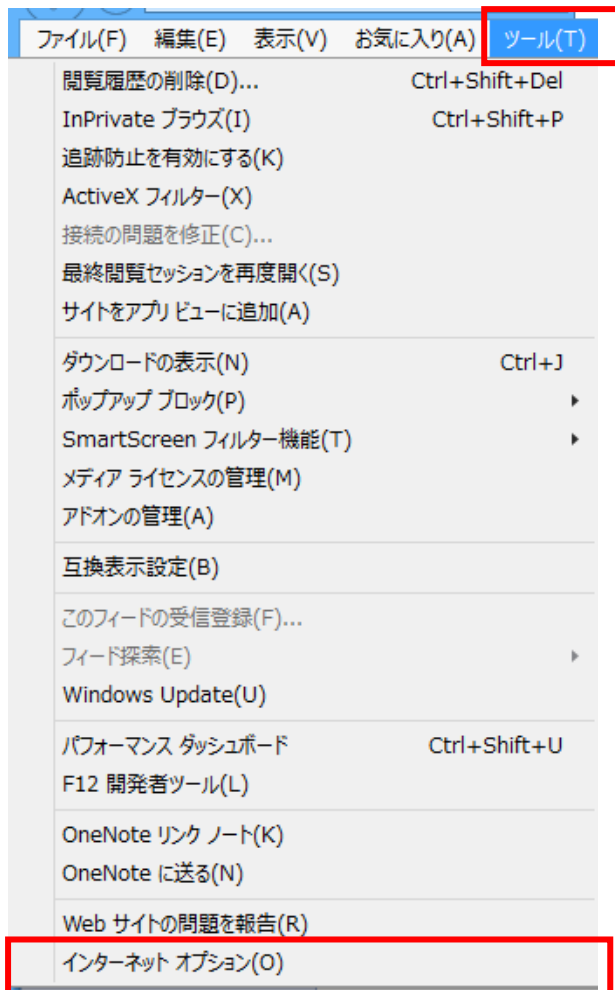 ファイル(F) 編集(E) 表示(V) お気に入り(A) ツール(T)
閲覧履歴の削除(D)... Ctrl+Shift+Del
InPrivate ブラウズ(I) Ctrl+Shift+P
追跡防止を有効にする(K)
ActiveX フィルター(X)
接続の問題を修正(C)...
最終閲覧セッションを再度開く(S)
サイトをアプリ ビューに追加(A)
ダウンロードの表示(N) Ctrl+J
ポップアップ ブロック(P)
SmartScreen フィルター機能(T)
メディア ライセンスの管理(M)
アドオンの管理(A)
互換表示設定(B)
このフィードの受信登録(F)...
フィード探索(E)
Windows Update(U)
パフォーマンス ダッシュボード Ctrl+Shift+U
F12 開発者ツール(L)
OneNote リンク ノート(K)
OneNote に送る(N)
Web サイトの問題を報告(R)
インターネット オプション(O)